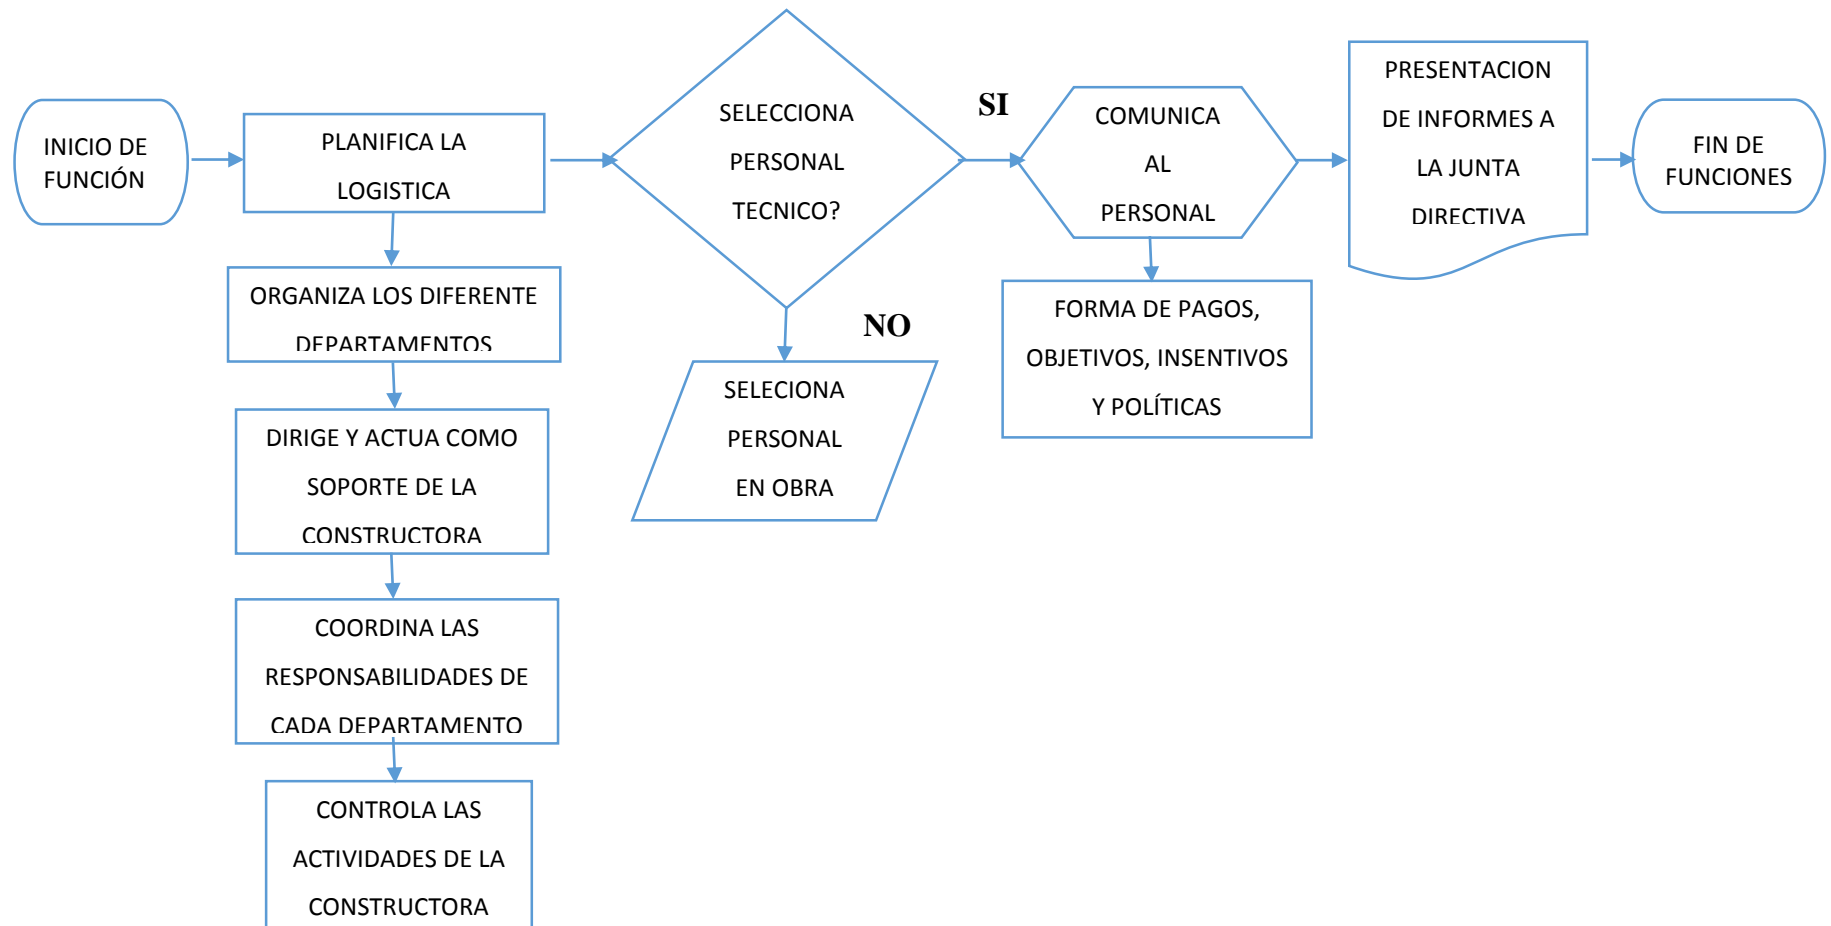 INICIO DE
FUNCIÓN
PLANIFICA LA
LOGISTICA
SELECCIONA
PERSONAL
TECNICO?
SI
COMUNICA
AL
PERSONAL
PRESENTACION
DE INFORMES A
LA JUNTA
DIRECTIVA
FIN DE
FUNCIONES
ORGANIZA LOS DIFERENTE
DEPARTAMENTOS
NO
FORMA DE PAGOS,
OBJETIVOS, INSENTIVOS
Y POLÍTICAS
SELECIONA
PERSONAL
EN OBRA
DIRIGE Y ACTUA COMO
SOPORTE DE LA
CONSTRUCTORA
COORDINA LAS
RESPONSABILIDADES DE
CADA DEPARTAMENTO
CONTROLA LAS
ACTIVIDADES DE LA
CONSTRUCTORA